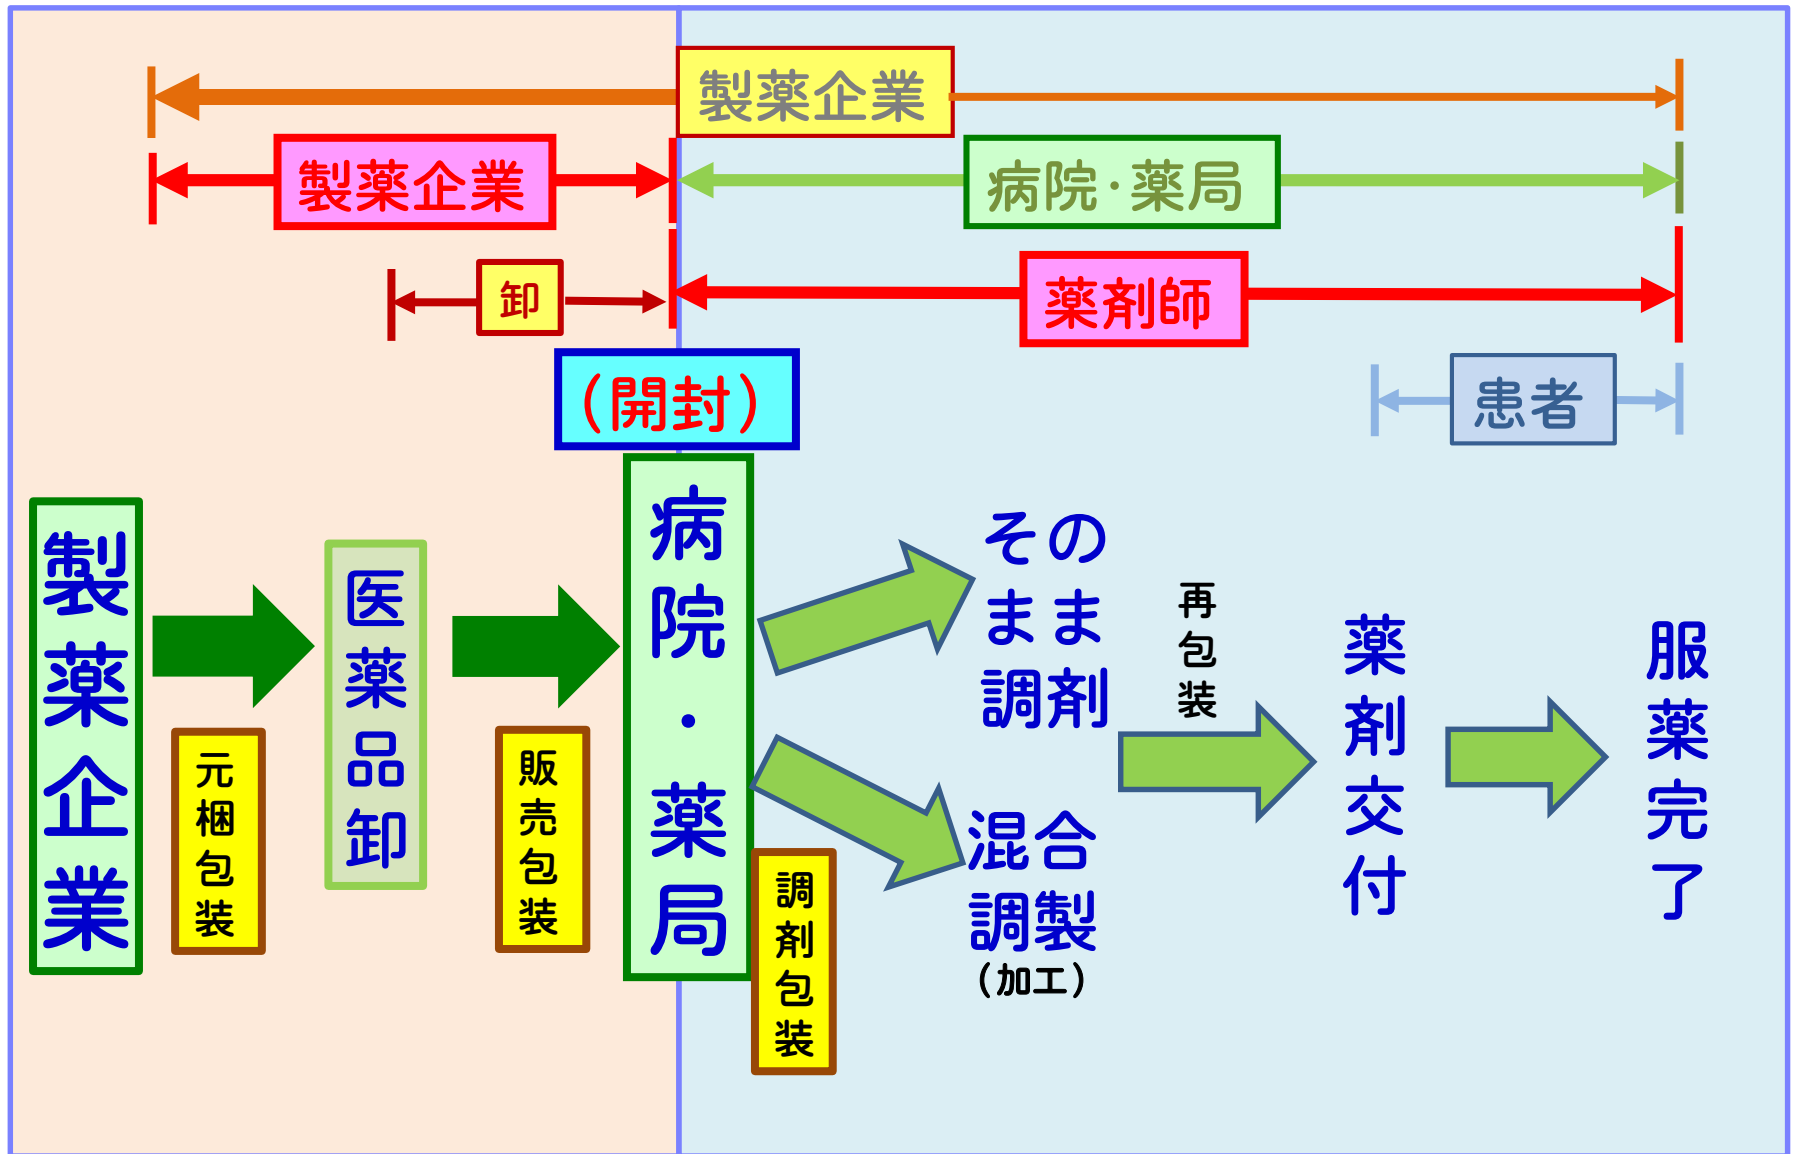 製薬企業
製薬企業
病院・薬局
卸
薬剤師
(開封)
患者
製薬企業
元梱包装
医薬品卸
販売包装
病院・薬局
調剤包装
その
まま
調剤
混合
調製
(加工)
再包装
薬剤交付
服薬完了